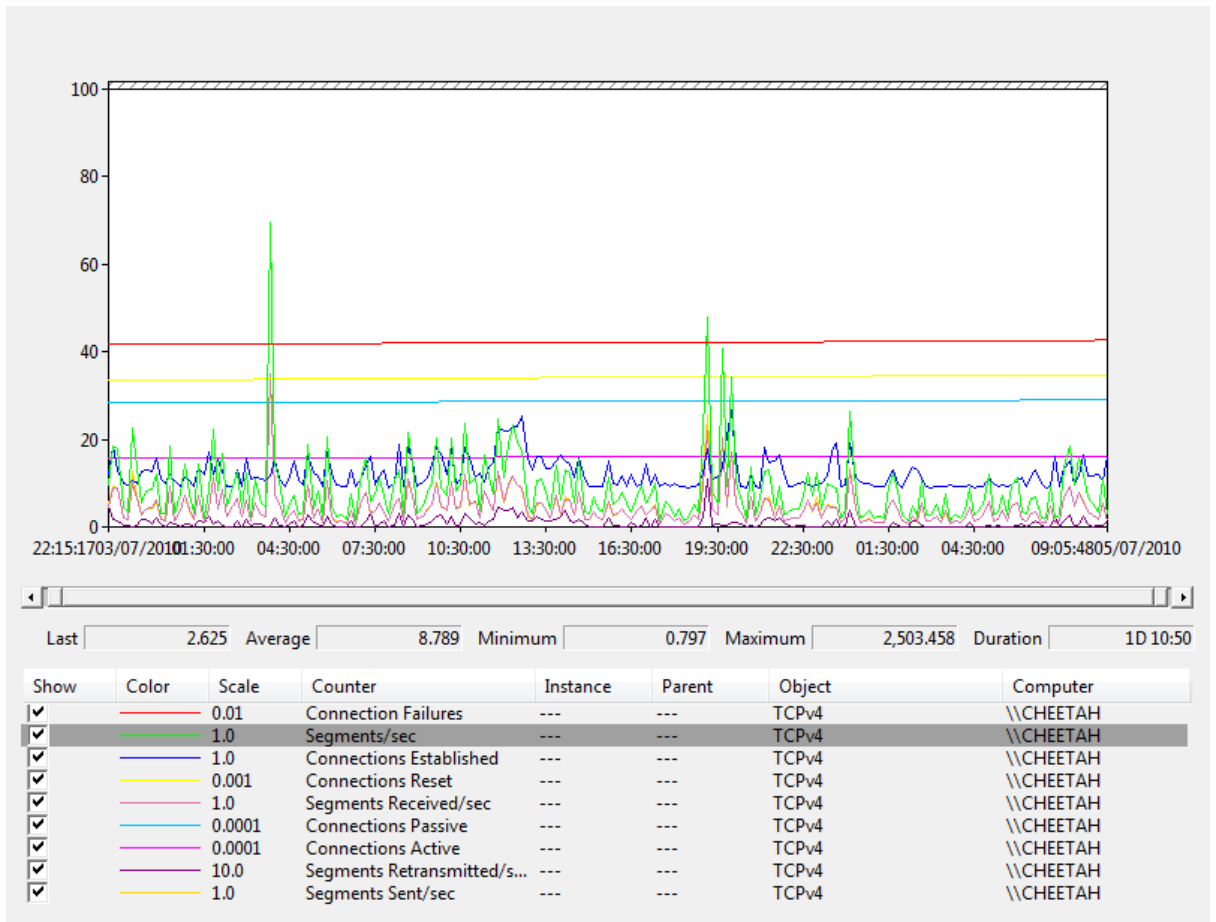 100
80
60
40
20
0
22:15:1703/07/201001:30:00 04:30:00 07:30:00 10:30:00 13:30:00 16:30:00 19:30:00 22:30:00 01:30:00 04:30:00 09:05:4805/07/2010
Last 2.625 Average 8.789 Minimum 0.797 Maximum 2,503.458 Duration 1D 10:50
Show Color Scale Counter Instance Parent Object Computer
0.01 Connection Failures --- --- TCPv4 \\CHEETAH
1.0 Segments/sec --- --- TCPv4 \\CHEETAH
1.0 Connections Established --- --- TCPv4 \\CHEETAH
0.001 Connections Reset --- --- TCPv4 \\CHEETAH
1.0 Segments Received/sec --- --- TCPv4 \\CHEETAH
0.0001 Connections Passive --- --- TCPv4 \\CHEETAH
0.0001 Connections Active --- --- TCPv4 \\CHEETAH
10.0 Segments Retransmitted/s... --- --- TCPv4 \\CHEETAH
1.0 Segments Sent/sec --- --- TCPv4 \\CHEETAH